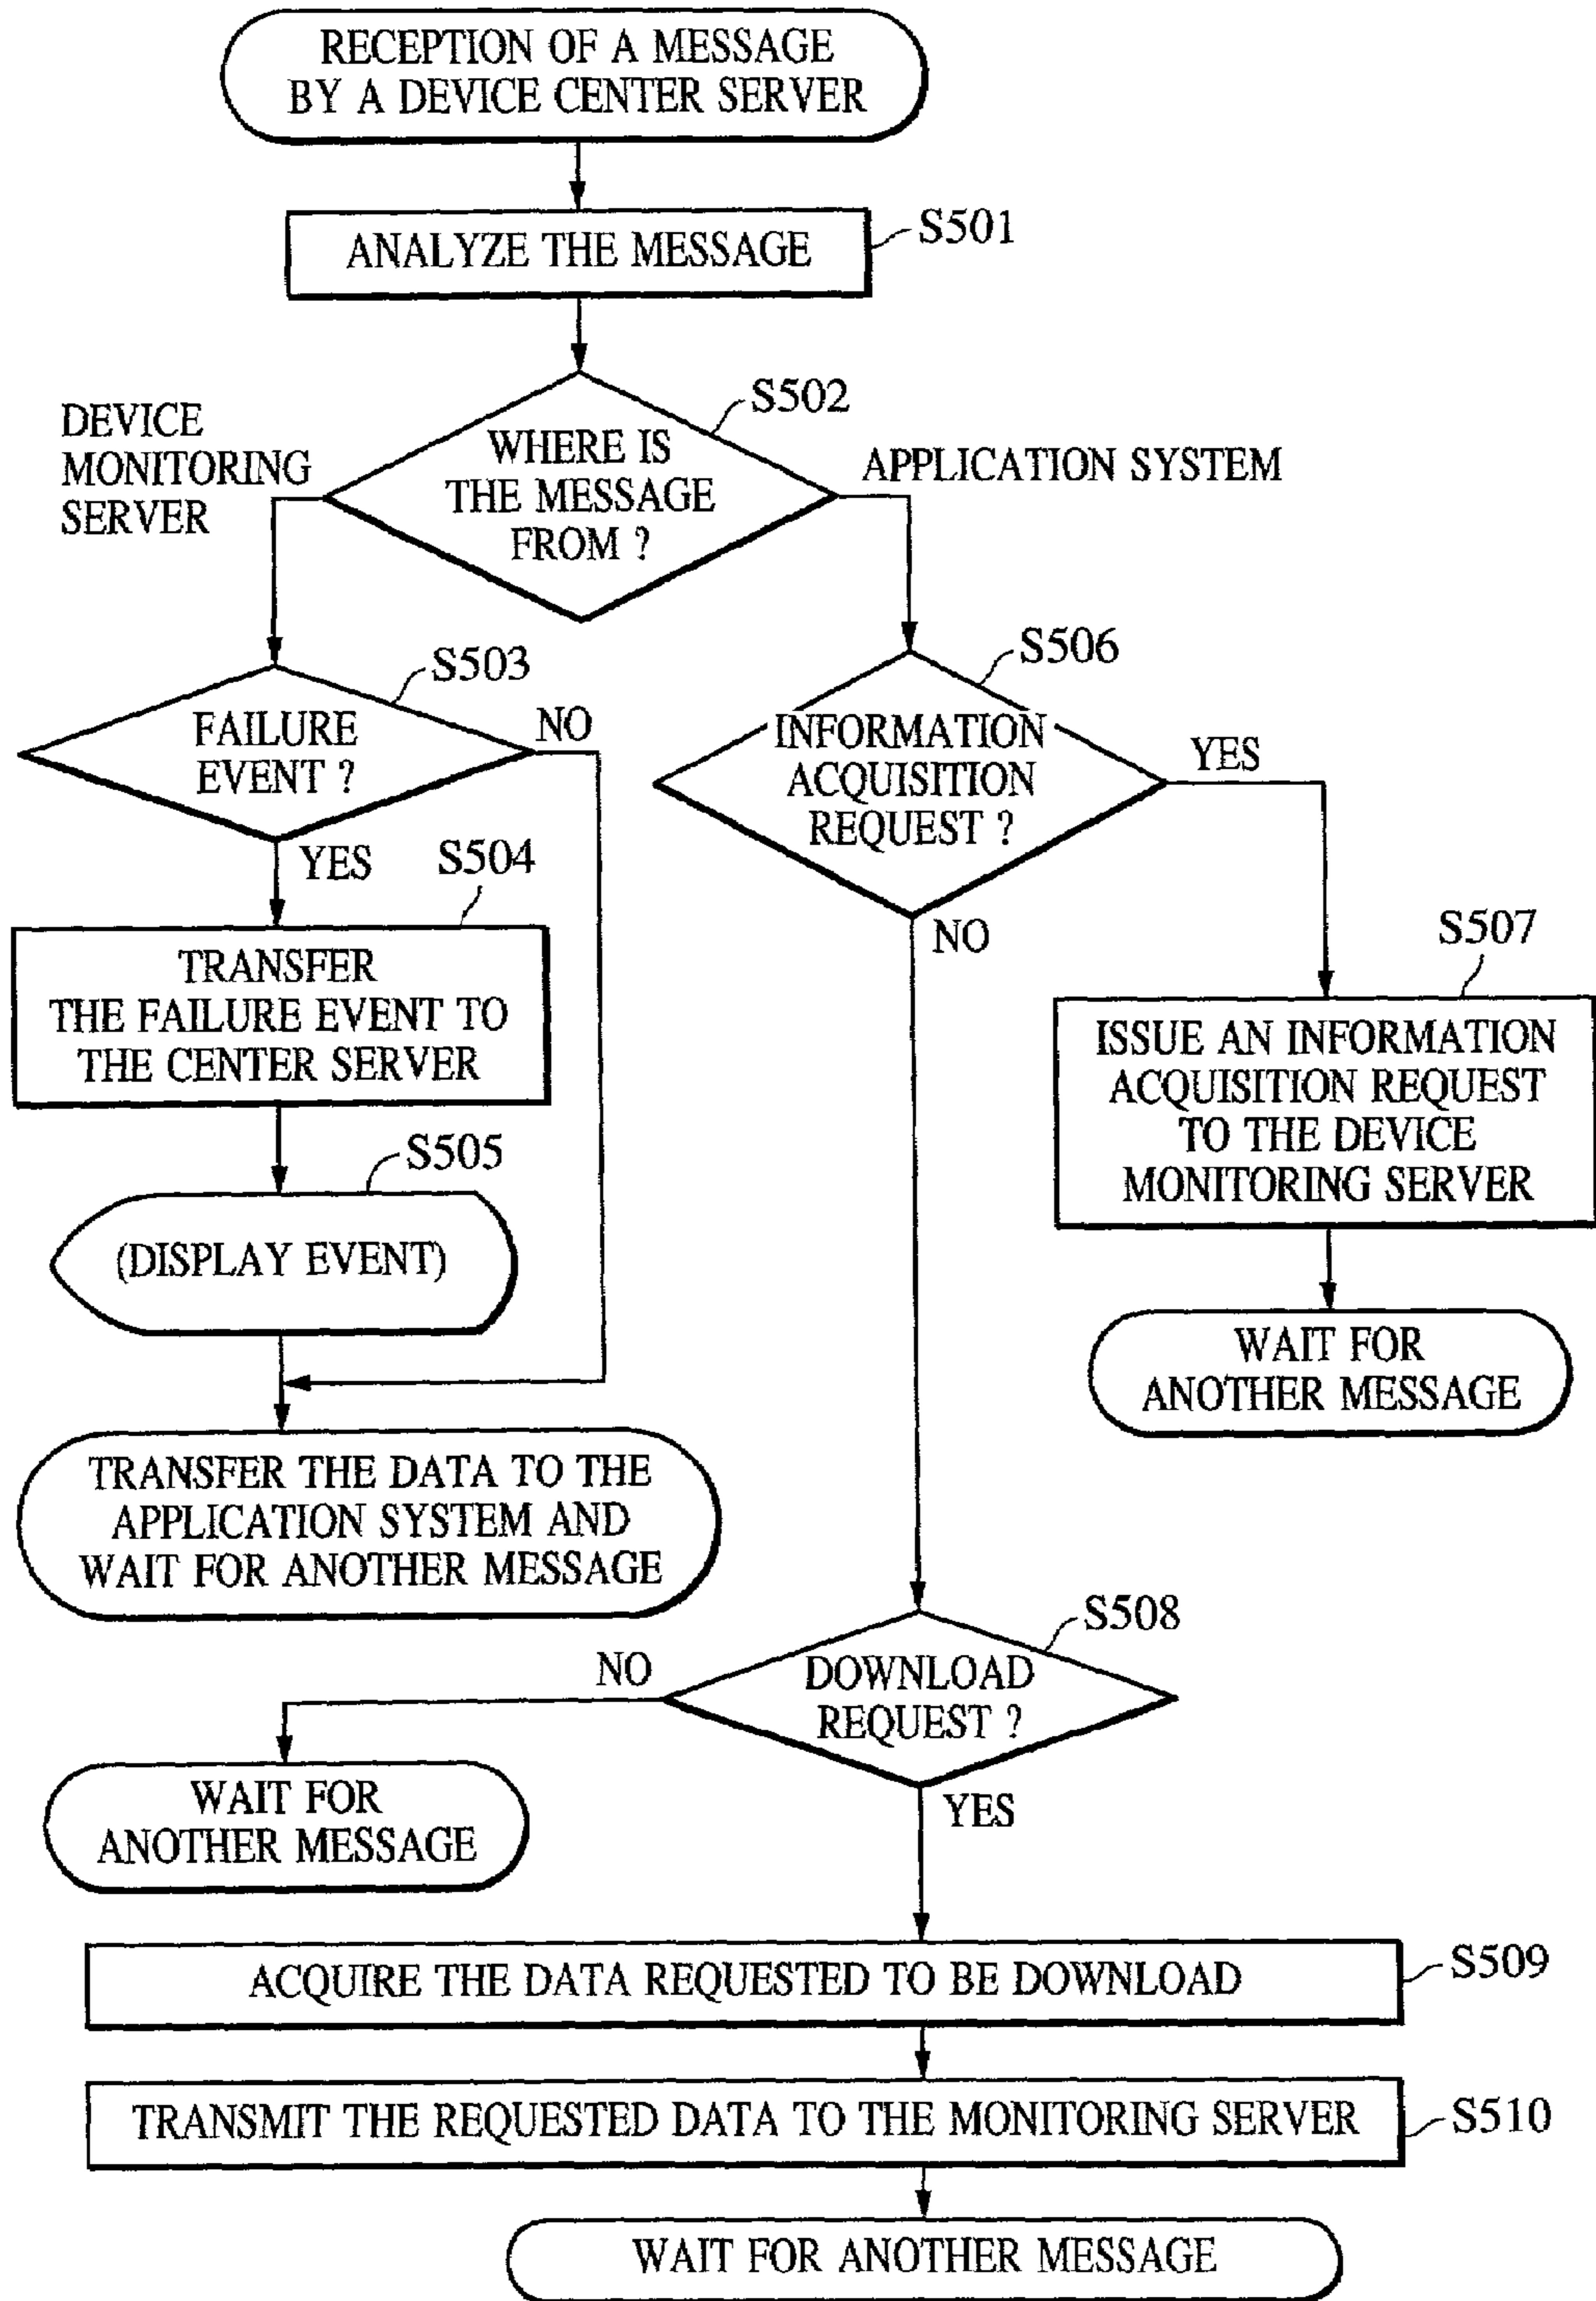 RECEPTION OF A MESSAGE
BY A DEVICE CENTER SERVER
ANALYZE THE MESSAGE
S501
S502
WHERE IS
THE MESSAGE
FROM ?
DEVICE
MONITORING
SERVER
APPLICATION SYSTEM
S503
FAILURE
EVENT ?
NO
YES
S504
TRANSFER
THE FAILURE EVENT TO
THE CENTER SERVER
S505
(DISPLAY EVENT)
TRANSFER THE DATA TO THE
APPLICATION SYSTEM AND
WAIT FOR ANOTHER MESSAGE
S506
INFORMATION
ACQUISITION
REQUEST ?
YES
NO
S507
ISSUE AN INFORMATION
ACQUISITION REQUEST
TO THE DEVICE
MONITORING SERVER
WAIT FOR
ANOTHER MESSAGE
S508
DOWNLOAD
REQUEST ?
NO
WAIT FOR
ANOTHER MESSAGE
YES
ACQUIRE THE DATA REQUESTED TO BE DOWNLOAD
S509
TRANSMIT THE REQUESTED DATA TO THE MONITORING SERVER
S510
WAIT FOR ANOTHER MESSAGE